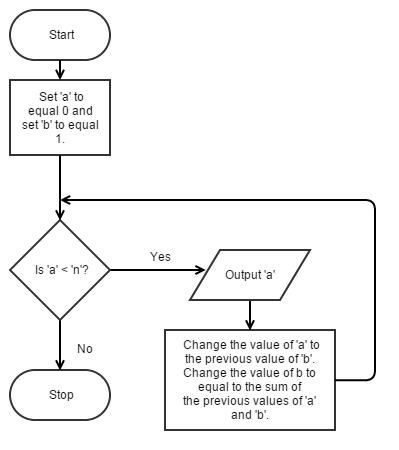 Start
Set 'a' to
equal 0 and
set 'b' to equal
1.
Is 'a' < 'n'?
Yes
Output 'a'
No
Stop
Change the value of 'a' to
the previous value of 'b'.
Change the value of b to
equal to the sum of
the previous values of 'a'
and 'b'.